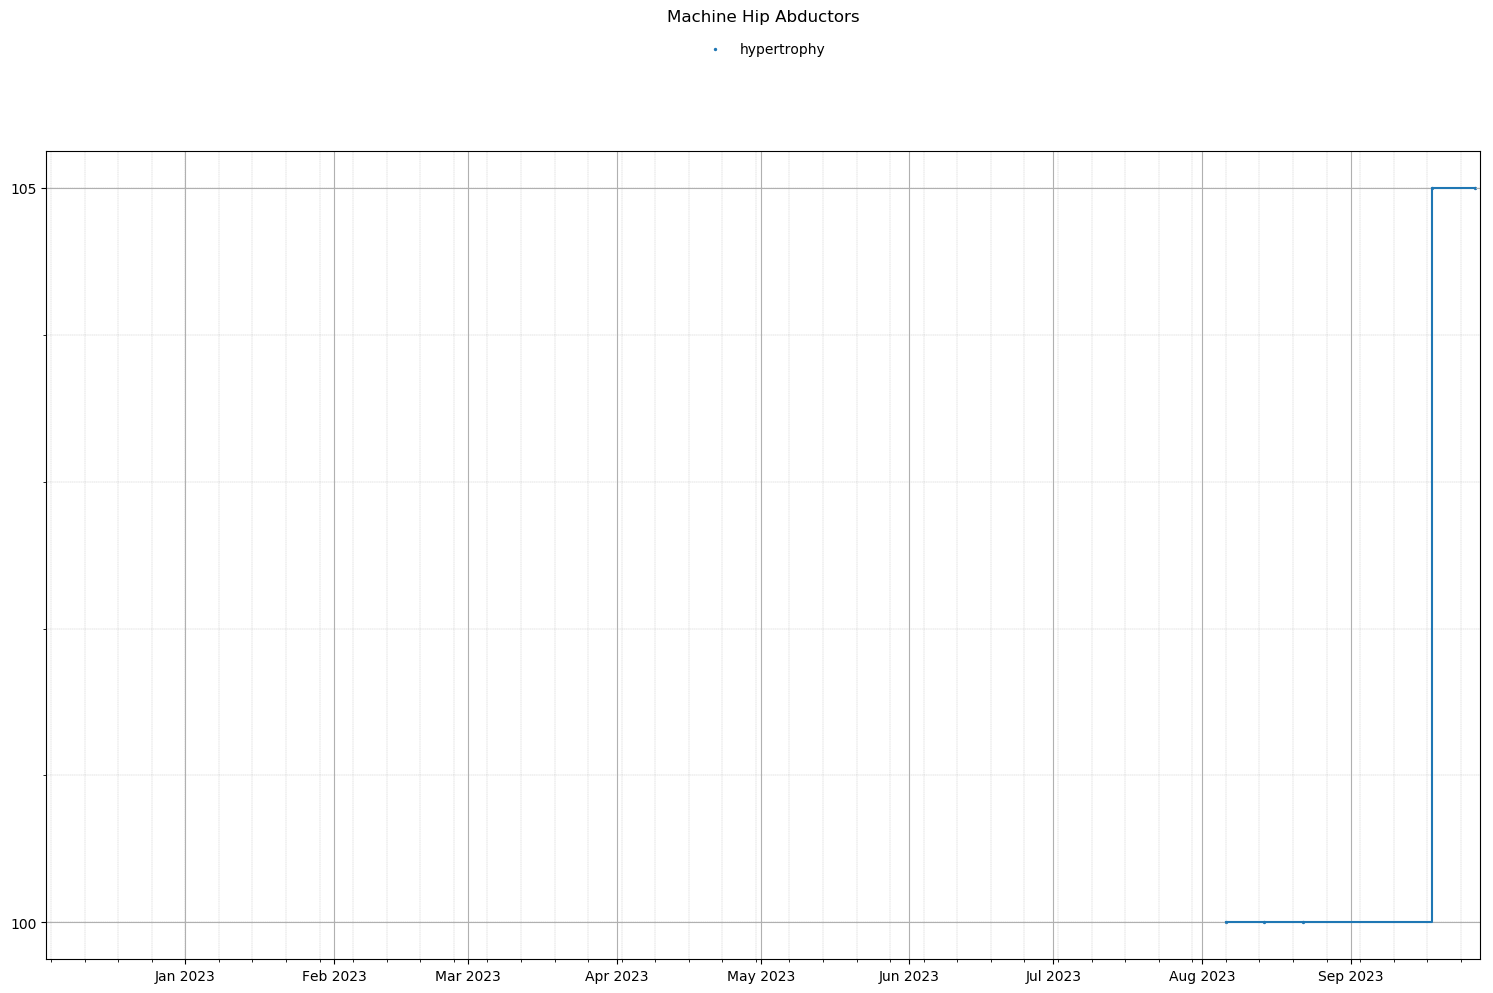 Machine Hip Abductors
hypertrophy
105
100
Jan 2023
Feb 2023
Mar 2023
Apr 2023
May 2023
Jun 2023
Jul 2023
Aug 2023
Sep 2023